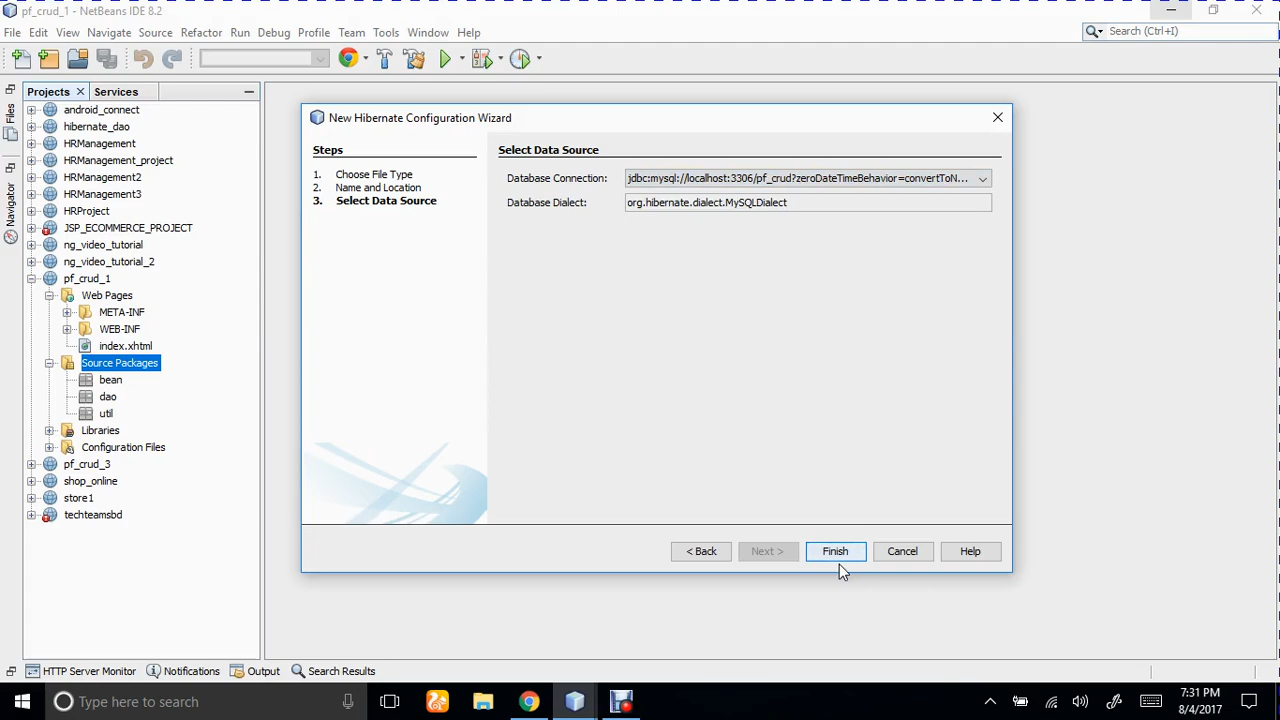 pf_crud_1 - NetBeans IDE 8.2
File Edit View Navigate Source Refactor Run Debug Profile Team Tools Window Help
Search (Ctrl+I)
Projects
Services
Files
Navigator
android_connect
hibernate_dao
HRManagement
HRManagement_project
HRManagement2
HRManagement3
HRProject
JSP_ECOMMERCE_PROJECT
ng_video_tutorial
ng_video_tutorial_2
pf_crud_1
Web Pages
META-INF
WEB-INF
index.xhtml
Source Packages
bean
dao
util
Libraries
Configuration Files
pf_crud_3
shop_online
store1
techteamsbd
New Hibernate Configuration Wizard
Steps
1. Choose File Type
2. Name and Location
3. Select Data Source
Select Data Source
Database Connection: jdbc:mysql://localhost:3306/pf_crud?zeroDateTimeBehavior=convertToN...
Database Dialect: org.hibernate.dialect.MySQLDialect
< Back Next > Finish Cancel Help
HTTP Server Monitor Notifications Output Search Results
Type here to search
7:31 PM
8/4/2017